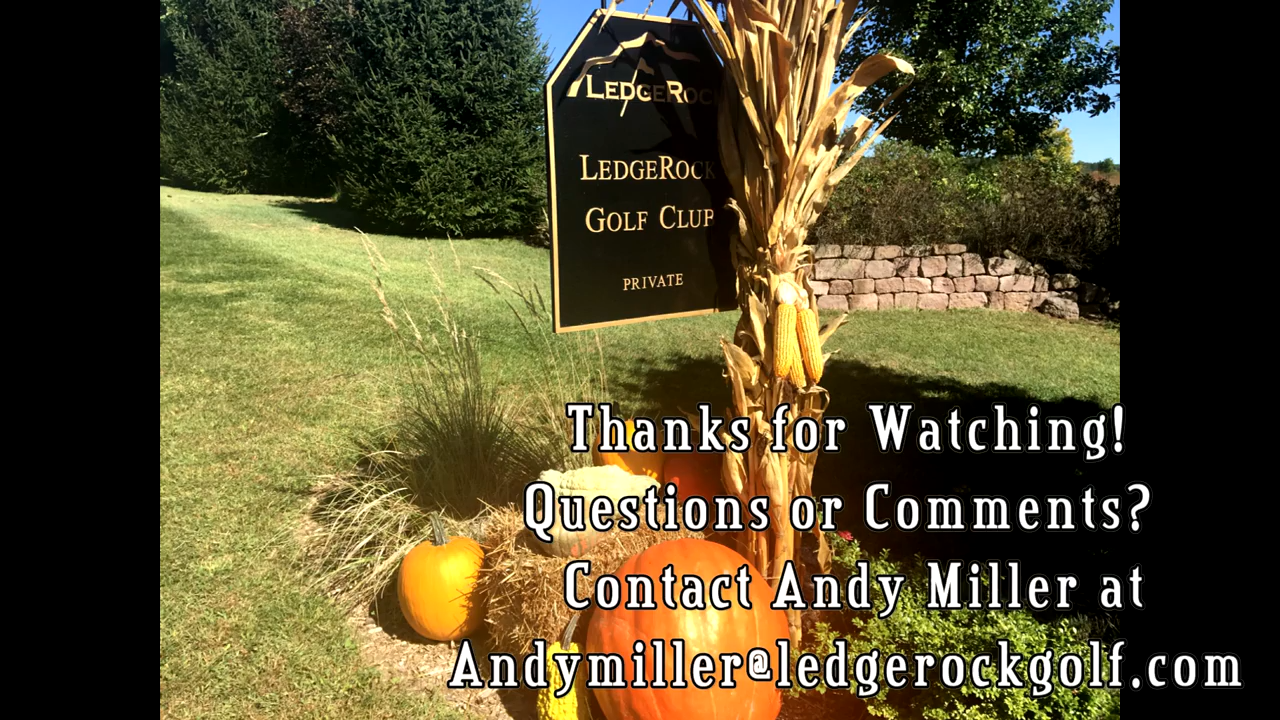 LEDGEROCK
LEDGEROCK
GOLF CLUB
PRIVATE
Thanks for Watching!
Questions or Comments?
Contact Andy Miller at
Andymiller@ledgerockgolf.com